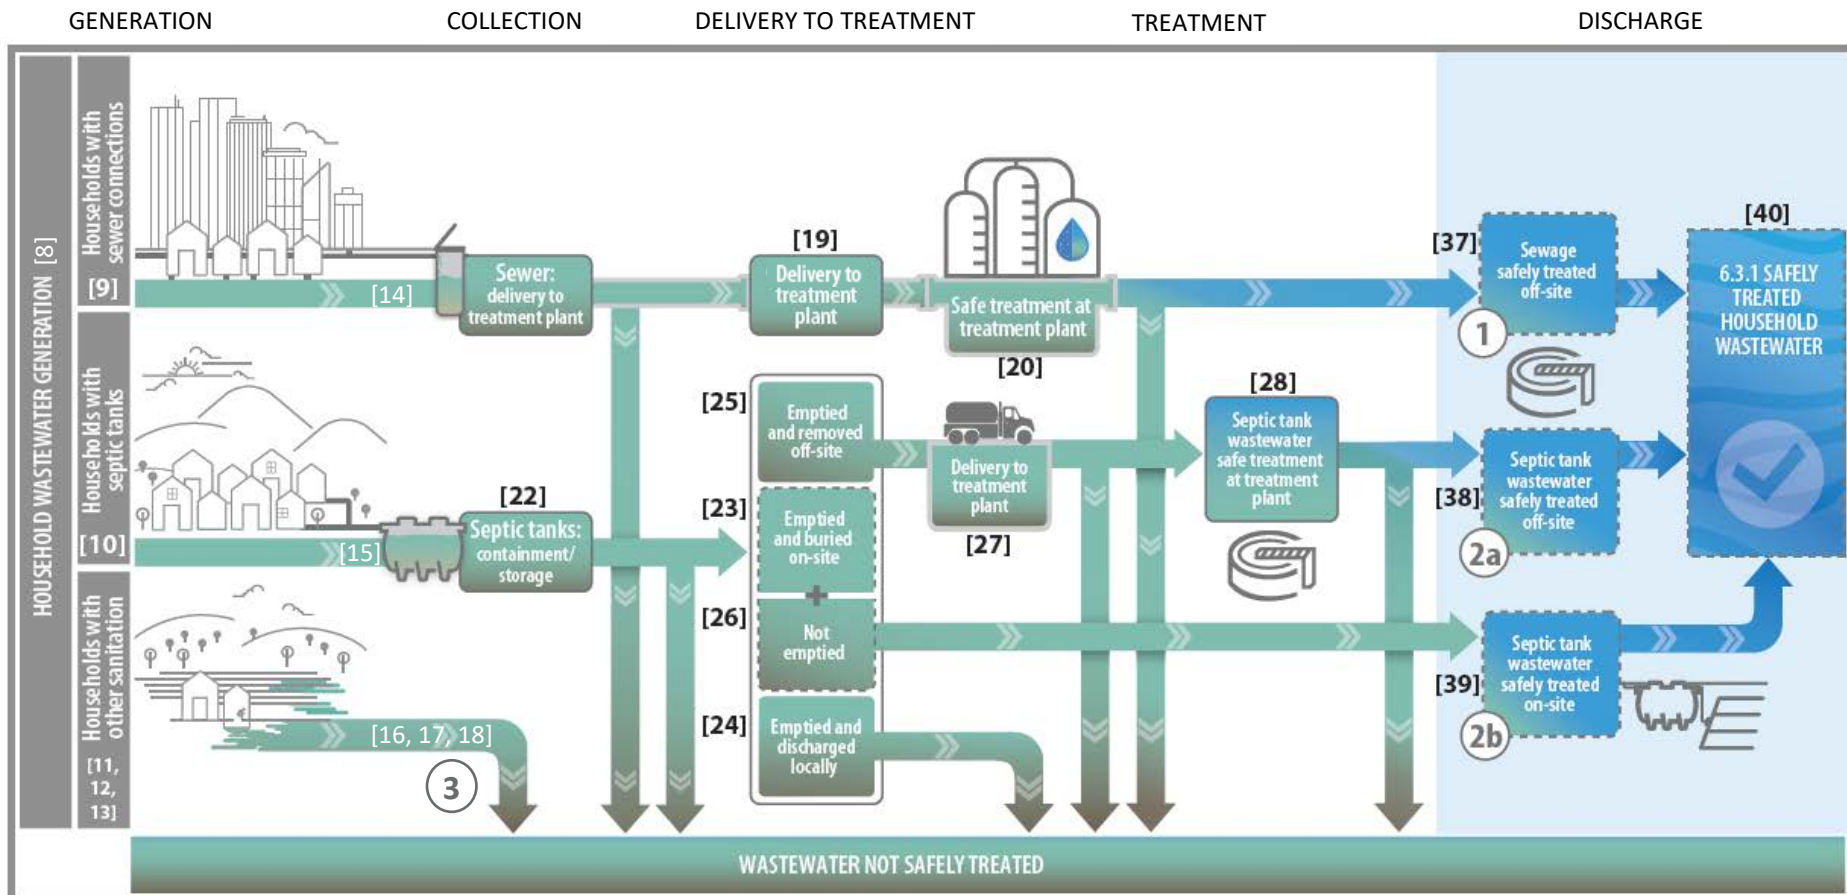 GENERATION
COLLECTION
DELIVERY TO TREATMENT
TREATMENT
DISCHARGE
HOUSEHOLD WASTEWATER GENERATION [8]
Households with
sewer connections
[9]
[14]
Sewer:
delivery to
treatment plant
[19]
Delivery to
treatment
plant
Safe treatment at
treatment plant
[20]
[37]
Sewage
safely treated
off-site
1
[40]
6.3.1 SAFELY
TREATED
HOUSEHOLD
WASTEWATER
Households with
septic tanks
[10]
[15]
[22]
Septic tanks:
containment/
storage
[25]
Emptied
and removed
off-site
[23]
Emptied
and buried
on-site
+
[26]
Not
emptied
[24]
Emptied and
discharged
locally
Delivery to
treatment
plant
[27]
[28]
Septic tank
wastewater
safe treatment
at treatment
plant
[38]
Septic tank
wastewater
safely treated
off-site
2a
[39]
Septic tank
wastewater
safely treated
on-site
2b
Households with
other sanitation
[11,
12,
13]
[16, 17, 18]
3
WASTEWATER NOT SAFELY TREATED